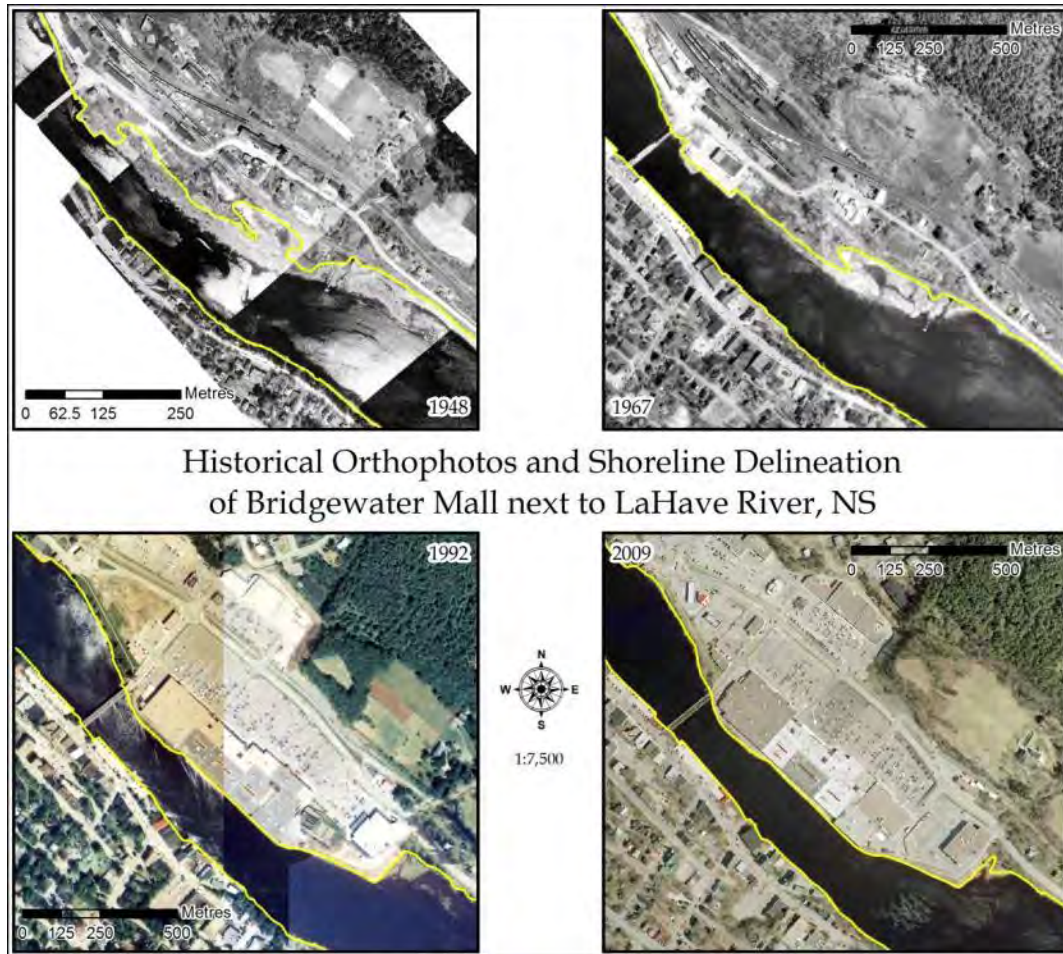 Metres
0 125 250 500
Metres
0 62.5 125 250
1948
1967
Historical Orthophotos and Shoreline Delineation
of Bridgewater Mall next to LaHave River, NS
1992
2009
Metres
0 125 250 500
N
W E
S
1:7,500
Metres
0 125 250 500